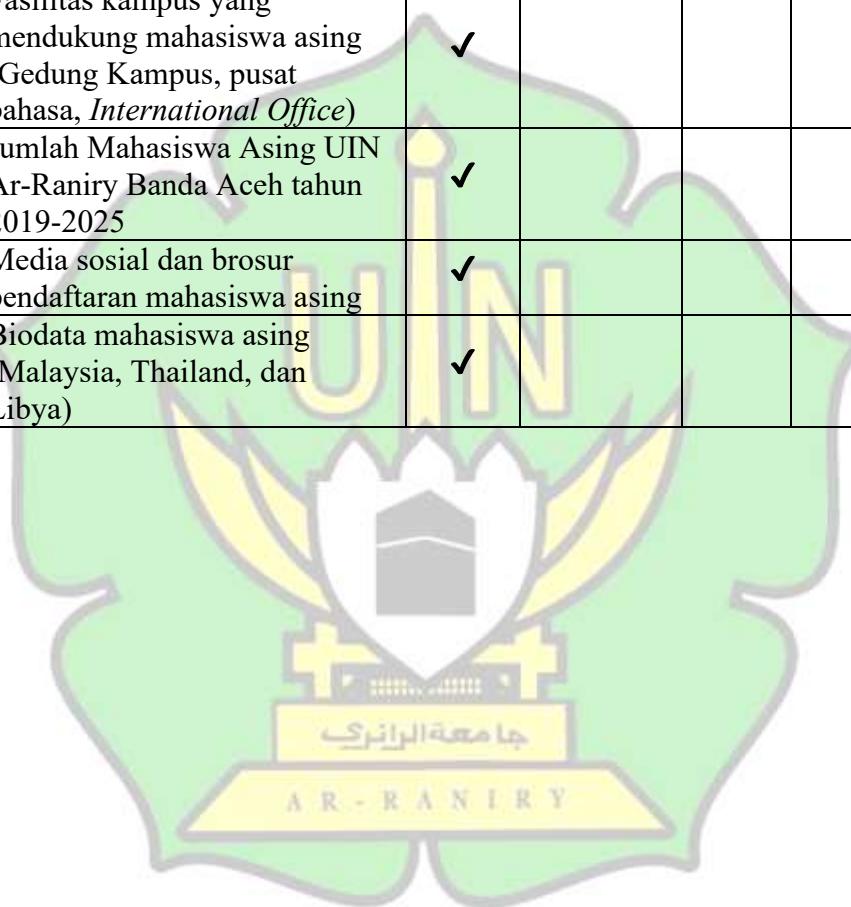 Fasilitas kampus yang
mendukung mahasiswa asing
✓
Gedung Kampus, pusat
bahasa, International Office)
Jumlah Mahasiswa Asing UIN
Ar-Raniry Banda Aceh tahun
✓
2019-2025
Media sosial dan brosur
✓
pendaftaran mahasiswa asing
Biodata mahasiswa asing
Malaysia, Thailand, dan
✓
Libya)
UIN
جامعة الرانري
AR-RANIRY